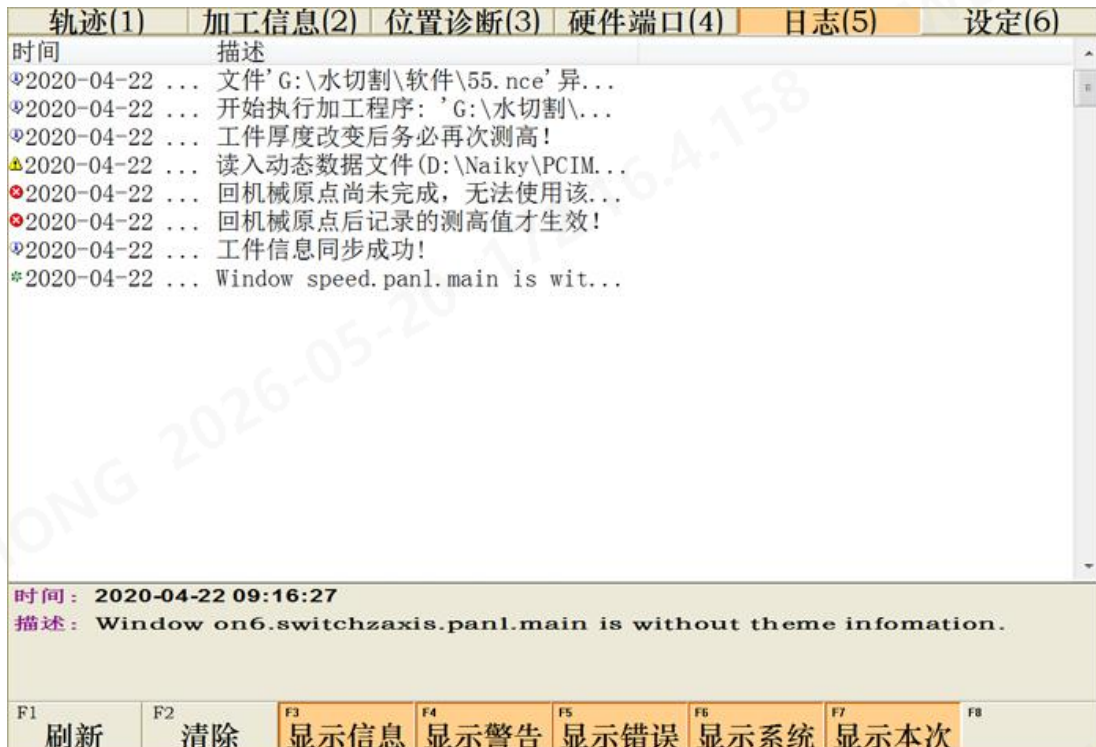 轨迹(1) 加工信息(2) 位置诊断(3) 硬件端口(4) 日志(5) 设定(6)
时间 描述
2020-04-22 ... 文件'G:\水切割\软件\55.nce'异...
2020-04-22 ... 开始执行加工程序: 'G:\水切割\...
2020-04-22 ... 工件厚度改变后务必再次测高!
2020-04-22 ... 读入动态数据文件(D:\Naiky\PCIM...
2020-04-22 ... 回机械原点尚未完成，无法使用该...
2020-04-22 ... 回机械原点后记录的测高值才生效!
2020-04-22 ... 工件信息同步成功!
2020-04-22 ... Window speed.panl.main is wit...
ONG 2026-05-20 172.16.4.158
时间: 2020-04-22 09:16:27
描述: Window on6.switchzaxis.panl.main is without theme infomation.
F1 刷新 F2 清除 F3 显示信息 F4 显示警告 F5 显示错误 F6 显示系统 F7 显示本次 F8